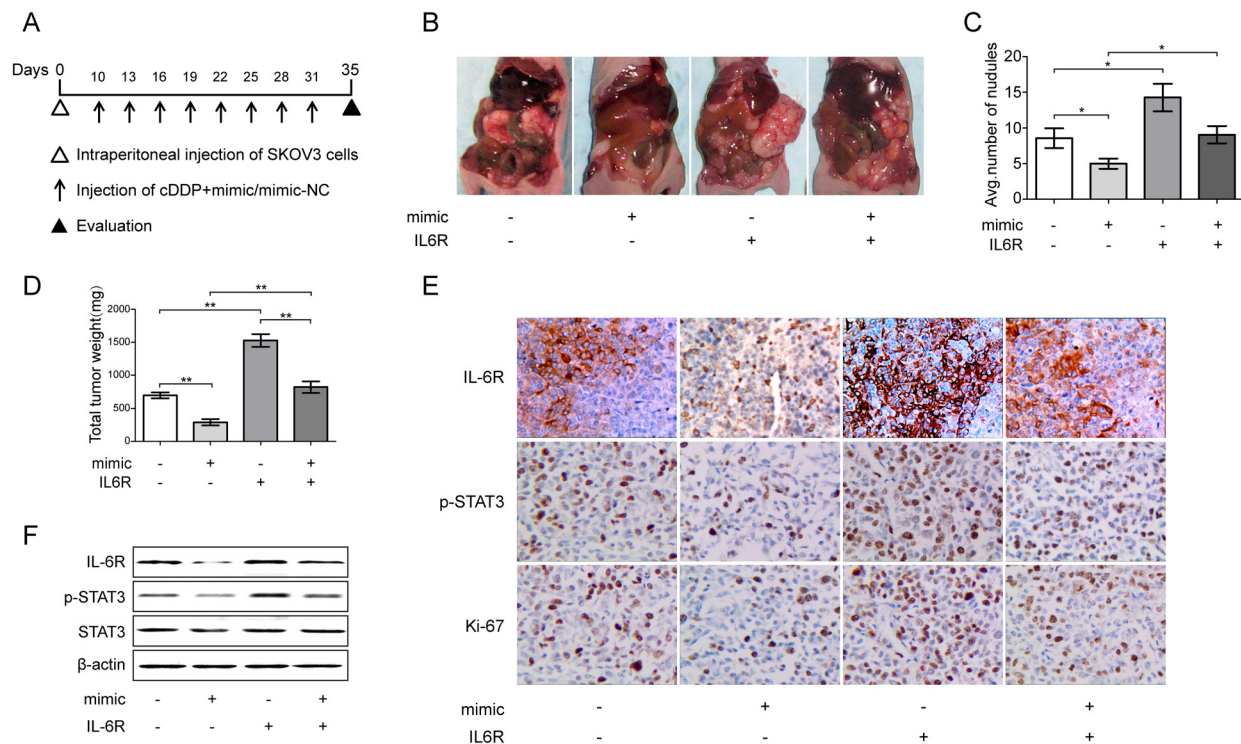 A
Days 0 10 13 16 19 22 25 28 31 35
Intraperitoneal injection of SKOV3 cells
Injection of cDDP+mimic/mimic-NC
Evaluation
B
mimic - + - +
IL6R - - + +
C
Avg.number of nudules
20
15
10
5
0
*
*
*
mimic - + - +
IL6R - - + +
D
Total tumor weight(mg)
2000
1500
1000
500
0
**
**
**
**
mimic - + - +
IL6R - - + +
E
IL-6R
p-STAT3
Ki-67
mimic - + - +
IL6R - - + +
F
IL-6R
p-STAT3
STAT3
β-actin
mimic - + - +
IL-6R - - + +